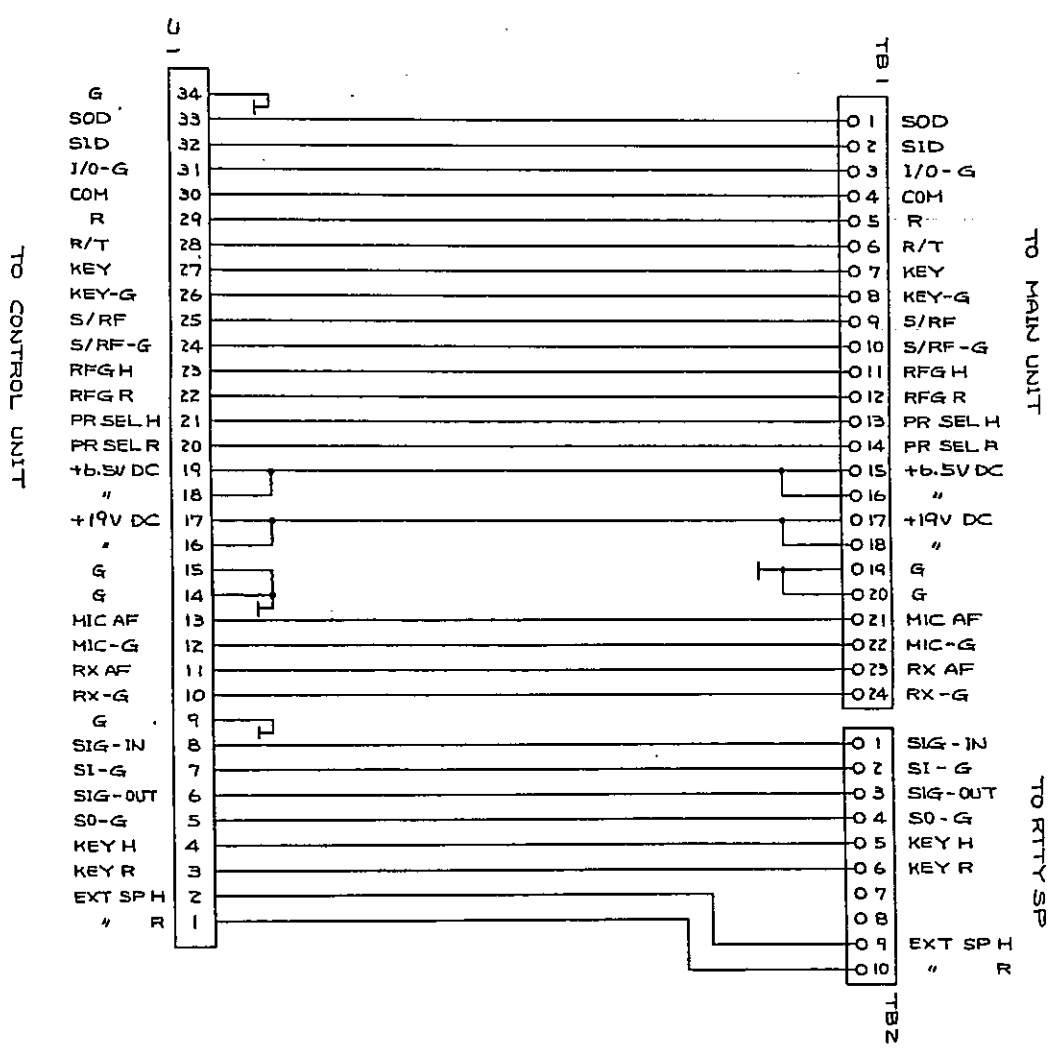 J1
TB1
G 34
SOD 33 1 SOD
SID 32 2 SID
I/O-G 31 3 I/O-G
COM 30 4 COM
R 29 5 R
R/T 28 6 R/T
KEY 27 7 KEY
KEY-G 26 8 KEY-G
S/RF 25 9 S/RF
S/RF-G 24 10 S/RF-G
RFG H 23 11 RFG H
RFG R 22 12 RFG R
PR SEL H 21 13 PR SEL H
PR SEL R 20 14 PR SEL R
+6.5V DC 19 15 +6.5V DC
" 18 16 "
+19V DC 17 17 +19V DC
" 16 18 "
G 15 19 G
G 14 20 G
MIC AF 13 21 MIC AF
MIC-G 12 22 MIC-G
RX AF 11 23 RX AF
RX-G 10 24 RX-G
G 9
SIG-IN 8 1 SIG-IN
SI-G 7 2 SI-G
SIG-OUT 6 3 SIG-OUT
SO-G 5 4 SO-G
KEY H 4 5 KEY H
KEY R 3 6 KEY R
EXT SP H 2 7
" R 1 8
9 EXT SP H
10 " R
TB2
TO CONTROL UNIT
TO MAIN UNIT
TO RTTY SP